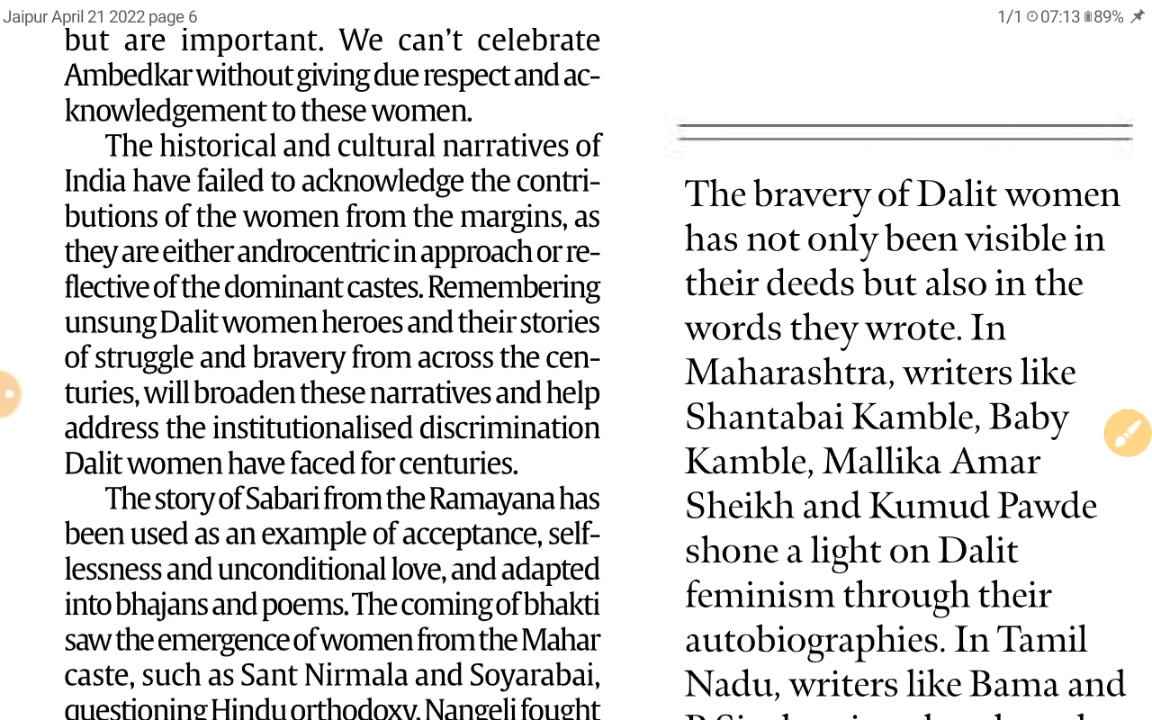 Jaipur April 21 2022 page 6
1/1 07:13 89%
but are important. We can’t celebrate
Ambedkar without giving due respect and ac-
knowledgement to these women.
The historical and cultural narratives of
India have failed to acknowledge the contri-
butions of the women from the margins, as
they are either androcentric in approach or re-
flective of the dominant castes. Remembering
unsung Dalit women heroes and their stories
of struggle and bravery from across the cen-
turies, will broaden these narratives and help
address the institutionalised discrimination
Dalit women have faced for centuries.
The story of Sabari from the Ramayana has
been used as an example of acceptance, self-
lessness and unconditional love, and adapted
into bhajans and poems. The coming of bhakti
saw the emergence of women from the Mahar
caste, such as Sant Nirmala and Soyarabai,
questioning Hindu orthodoxy. Nangeli fought
The bravery of Dalit women
has not only been visible in
their deeds but also in the
words they wrote. In
Maharashtra, writers like
Shantabai Kamble, Baby
Kamble, Mallika Amar
Sheikh and Kumud Pawde
shone a light on Dalit
feminism through their
autobiographies. In Tamil
Nadu, writers like Bama and